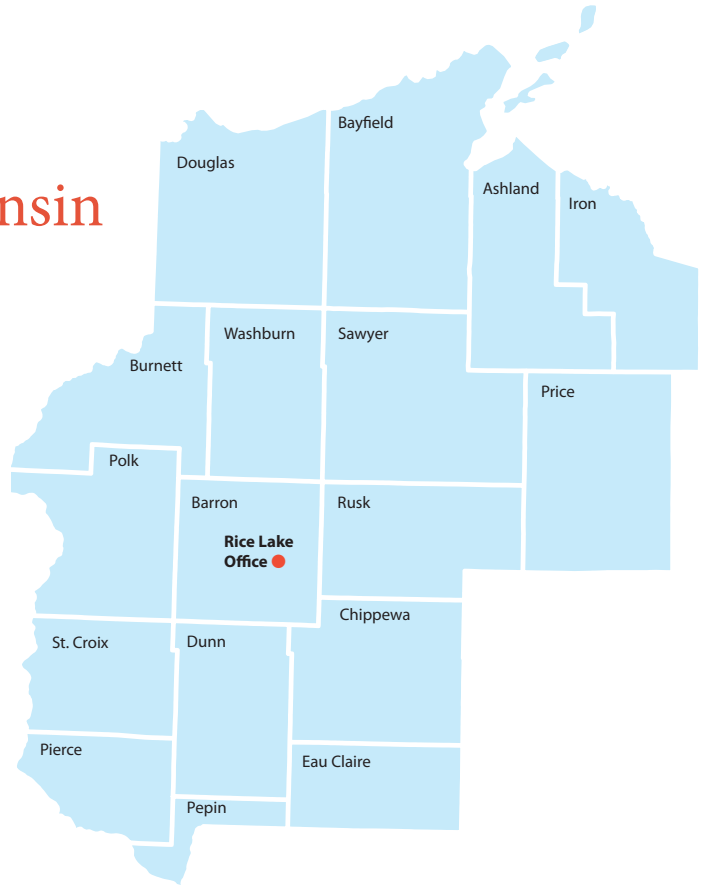 nsin
Bayfield
Douglas
Ashland
Iron
Washburn
Sawyer
Burnett
Price
Polk
Barron
Rusk
Rice Lake
Office
Chippewa
St. Croix
Dunn
Pierce
Eau Claire
Pepin